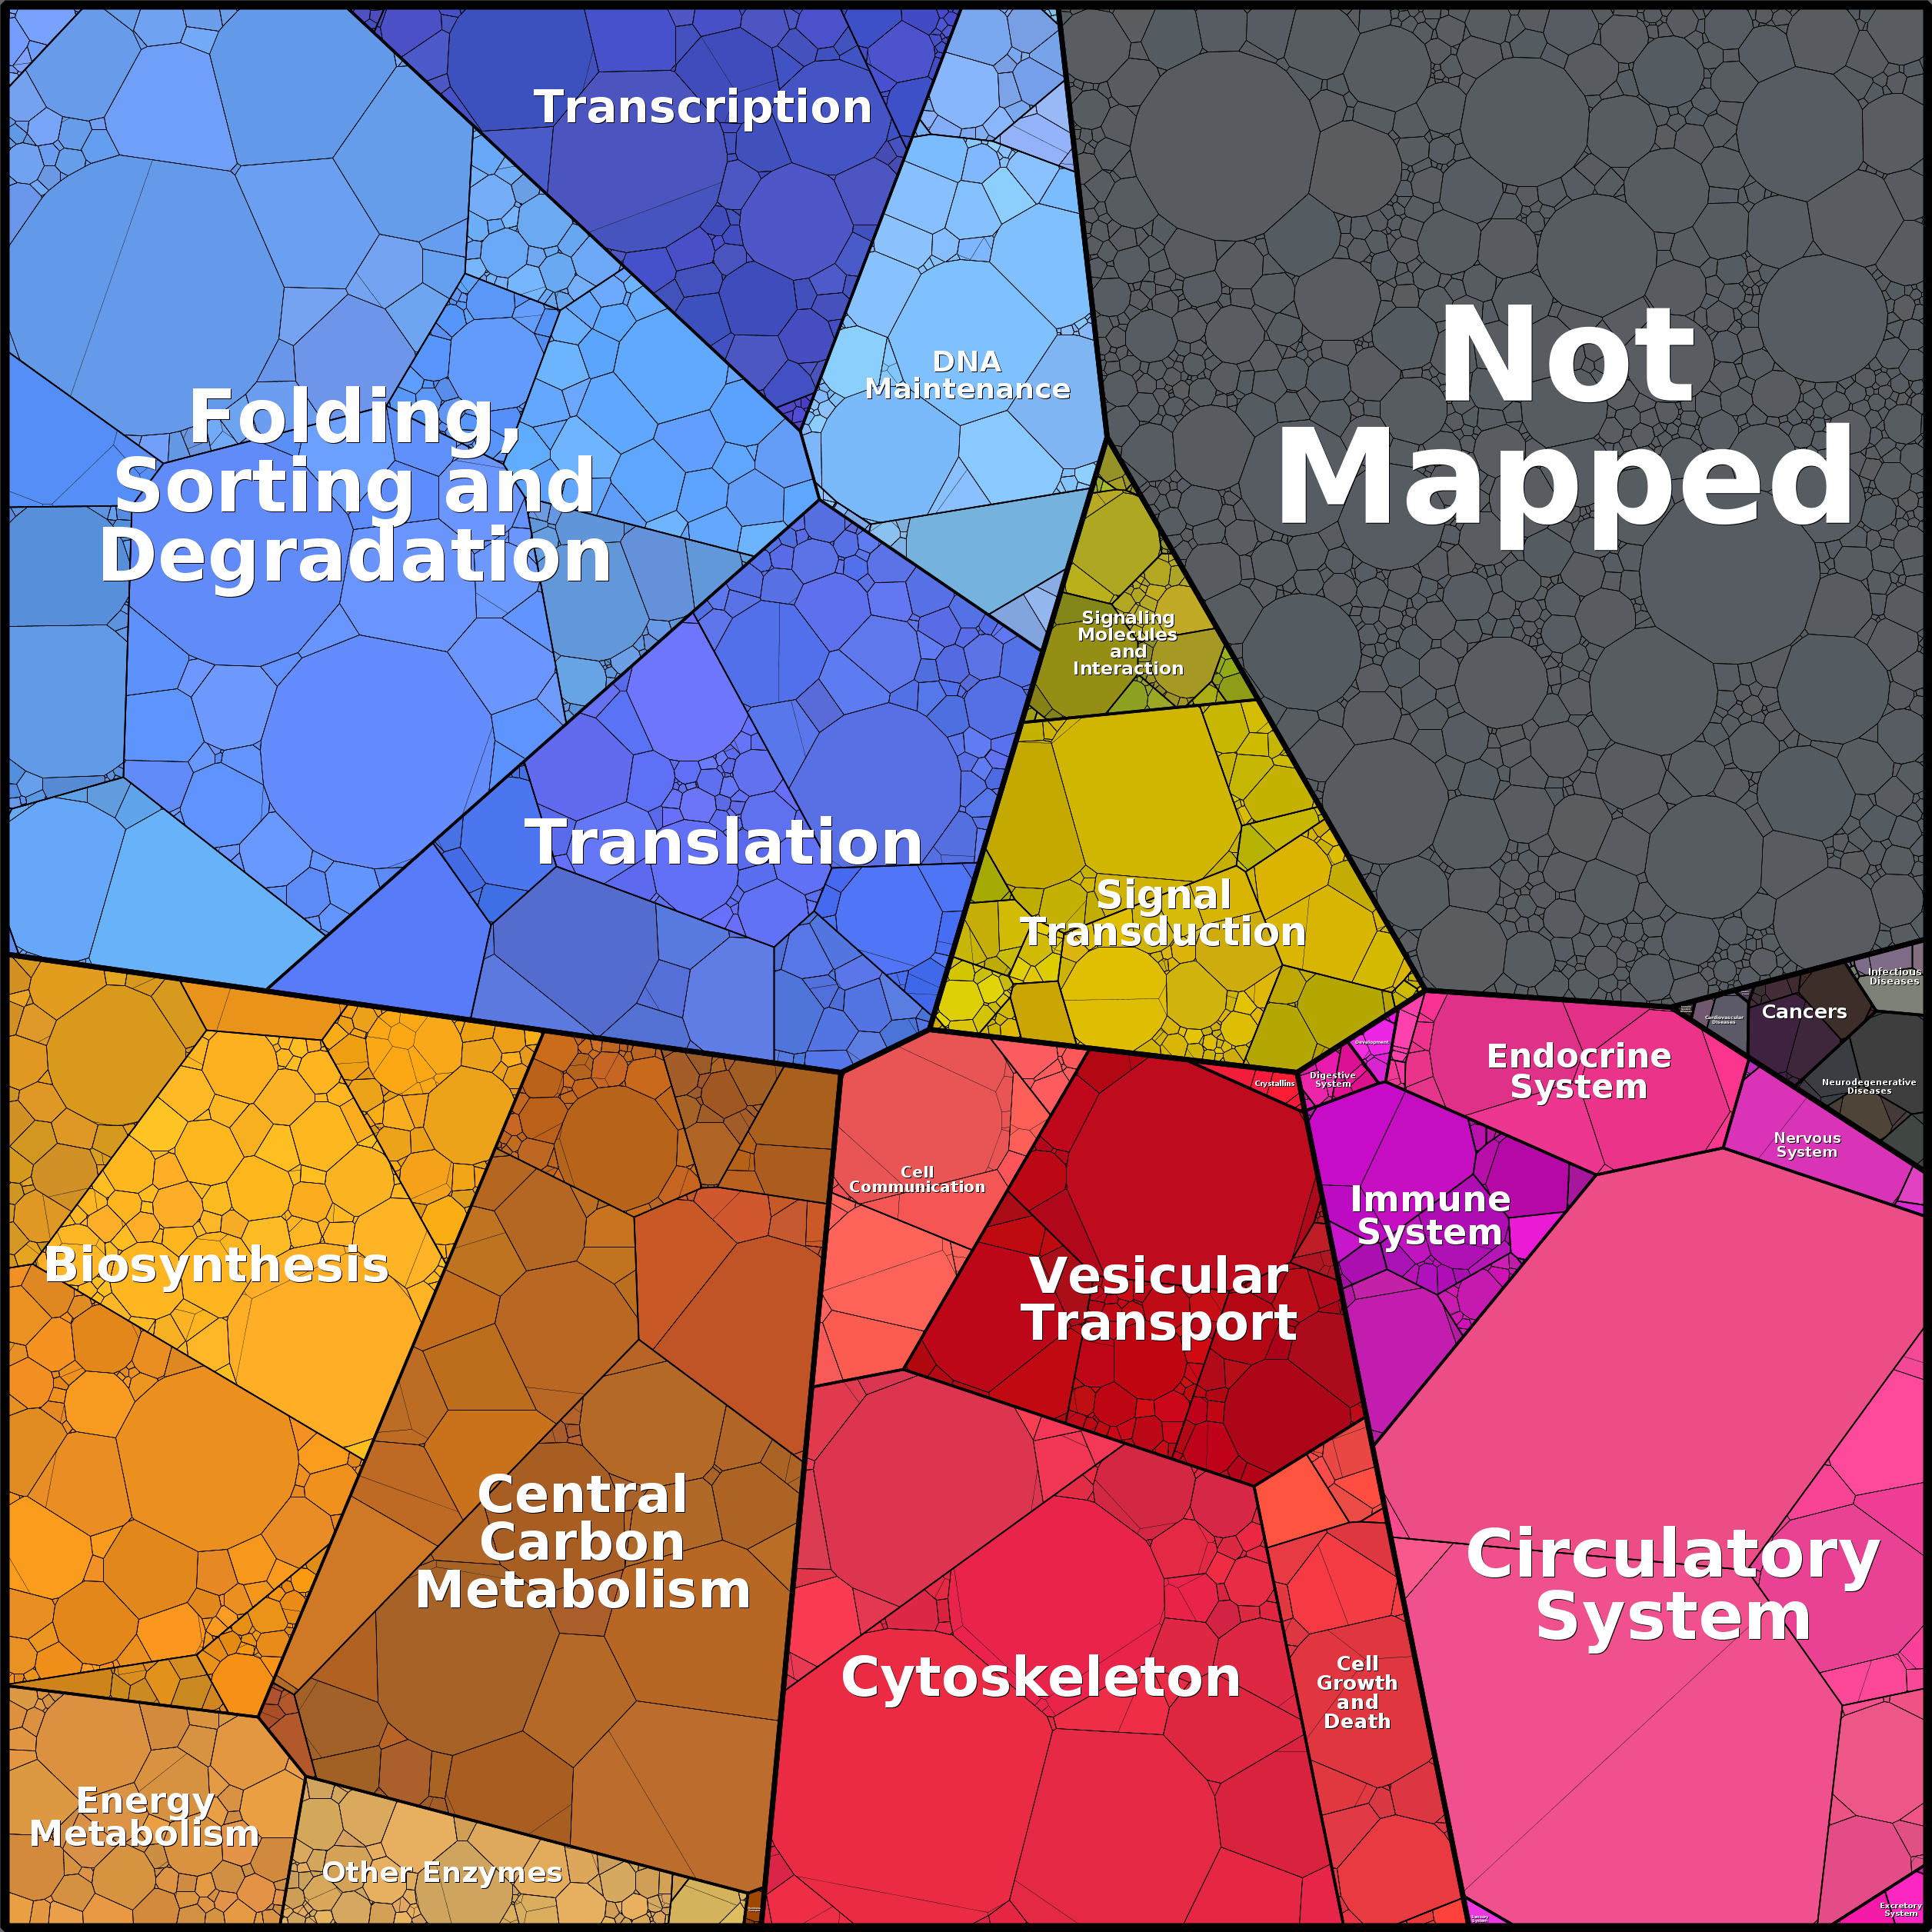 Transcription
DNA
Maintenance
Not
Mapped
Folding,
Sorting and
Degradation
Signaling
Molecules
and
Interaction
Translation
Signal
Transduction
Infectious
Diseases
Cancers
Cardiovascular
Diseases
Development
Endocrine
System
Digestive
System
Crystallins
Neurodegenerative
Diseases
Nervous
System
Cell
Communication
Immune
System
Biosynthesis
Vesicular
Transport
Central
Carbon
Metabolism
Circulatory
System
Cytoskeleton
Cell
Growth
and
Death
Energy
Metabolism
Other Enzymes
Excretory
System